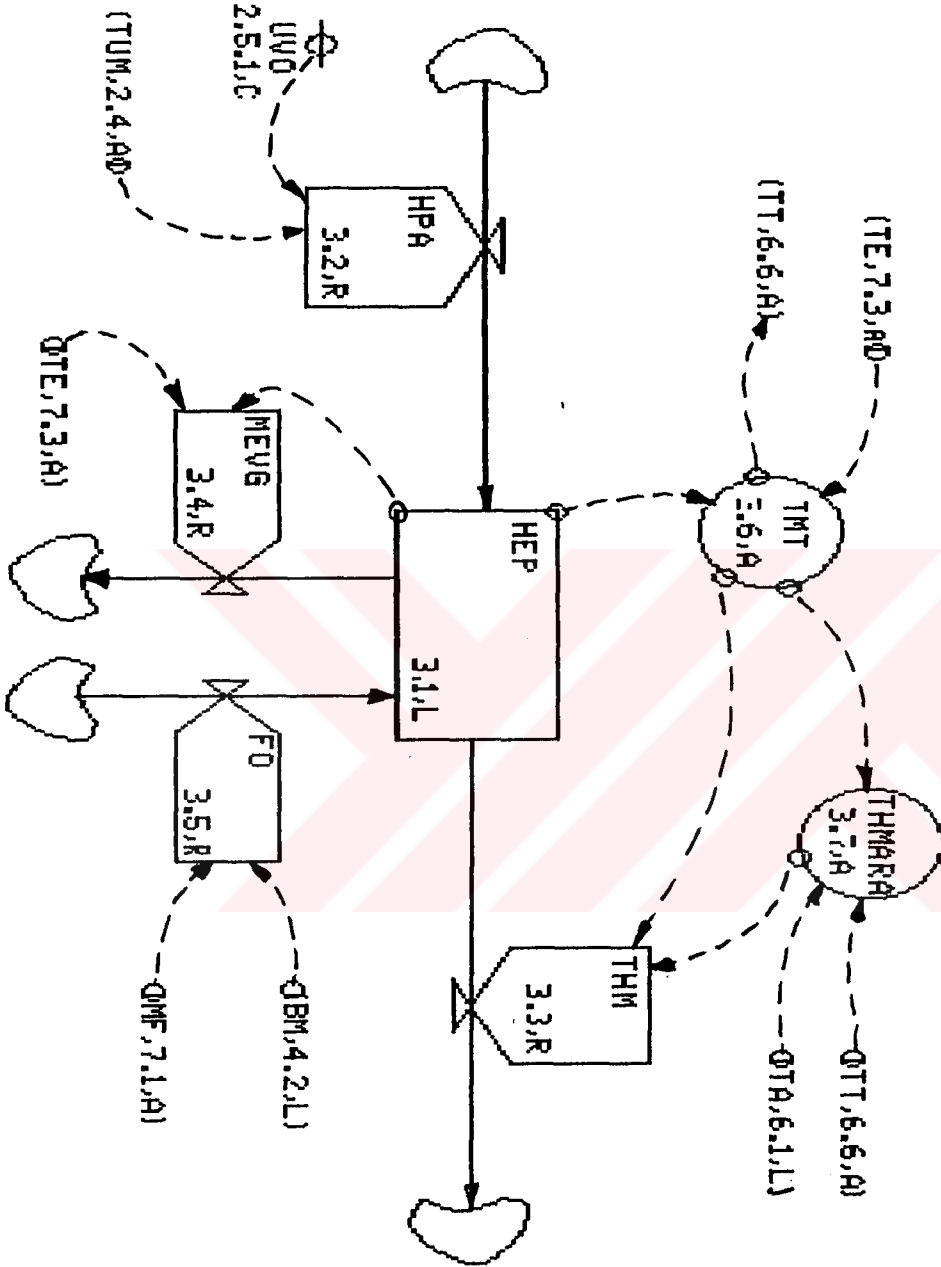 (TE,7.3,A)
THMARA
3.7,A
(TT,6.6,A)
(TT,6.6,A)
TMT
3.6,A
(TA,6.1,L)
THM
3.3,R
HEP
3.1,L
HPA
3.2,R
UVO
2.5.1,C
(TUM,2.4,A)
MEVG
3.4,R
FO
3.5,R
(BM,4.2,L)
(TE,7.3,A)
(MF,7.1,A)